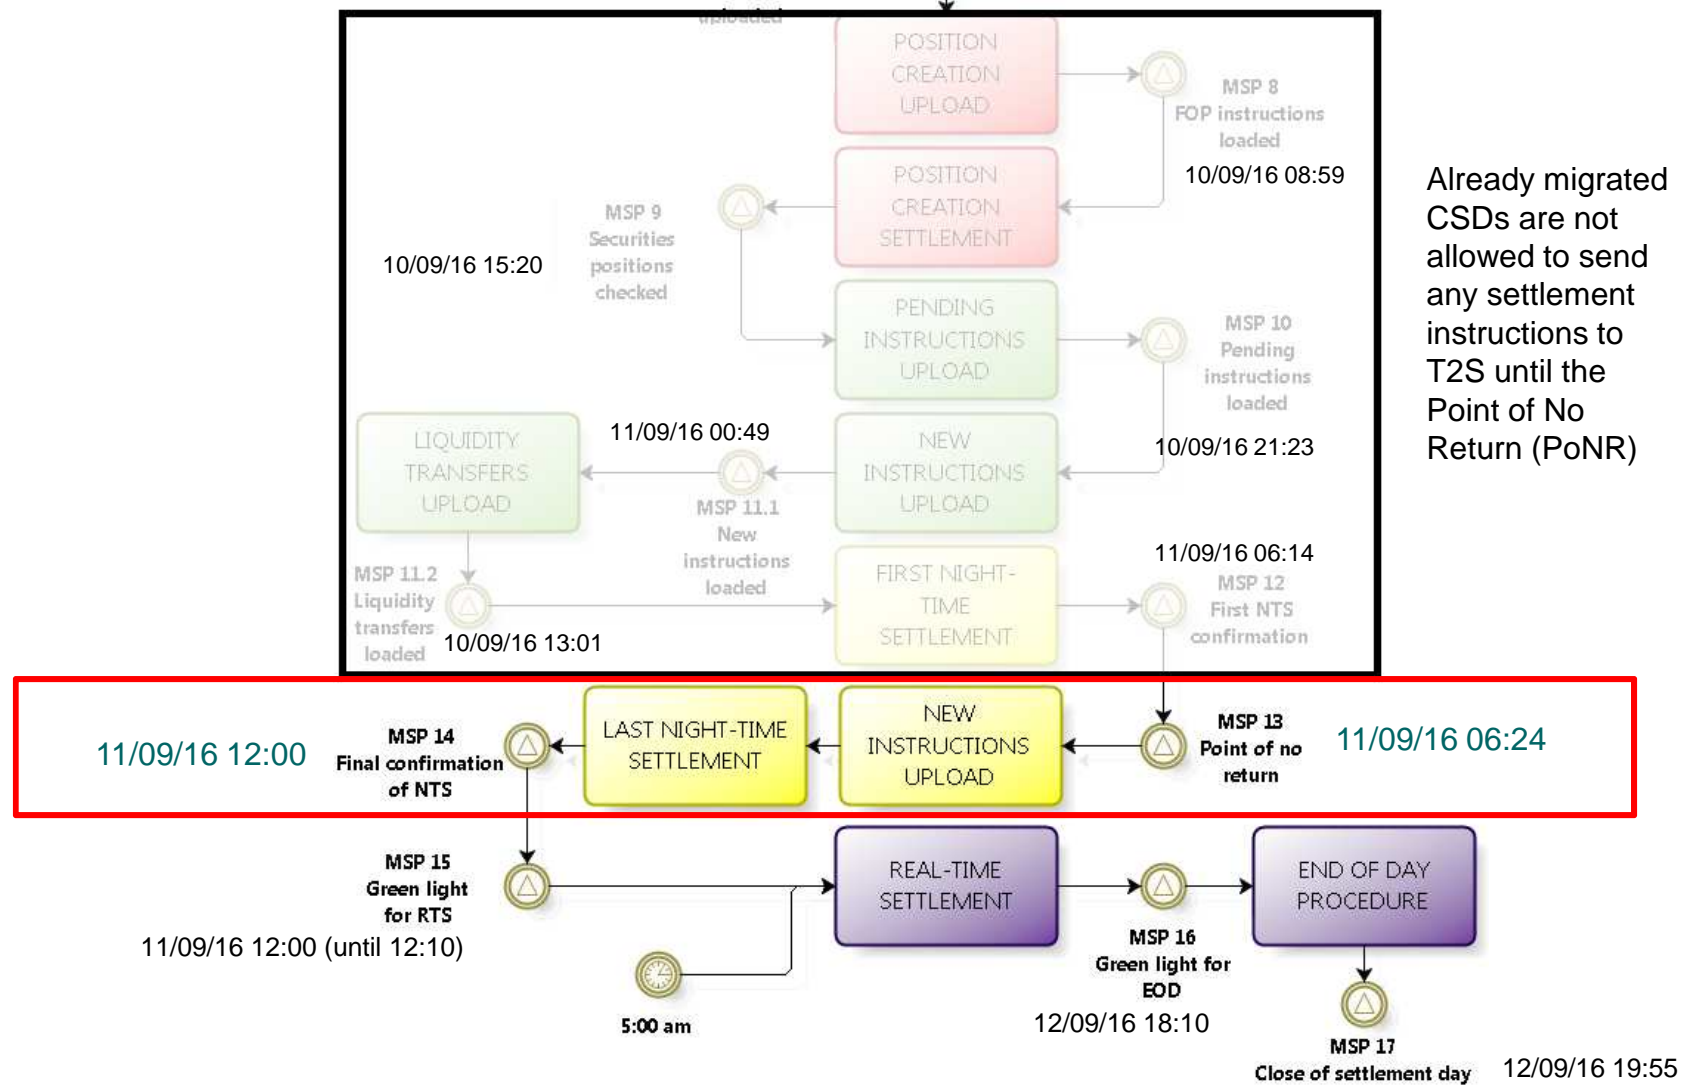 uploaded
POSITION
CREATION
UPLOAD
MSP 8
FOP instructions
loaded
10/09/16 08:59
POSITION
CREATION
SETTLEMENT
MSP 9
Securities
positions
checked
10/09/16 15:20
PENDING
INSTRUCTIONS
UPLOAD
MSP 10
Pending
instructions
loaded
10/09/16 21:23
NEW
INSTRUCTIONS
UPLOAD
11/09/16 00:49
MSP 11.1
New
instructions
loaded
LIQUIDITY
TRANSFERS
UPLOAD
MSP 11.2
Liquidity
transfers
loaded
10/09/16 13:01
FIRST NIGHT-
TIME
SETTLEMENT
11/09/16 06:14
MSP 12
First NTS
confirmation
Already migrated
CSDs are not
allowed to send
any settlement
instructions to
T2S until the
Point of No
Return (PoNR)
MSP 13
Point of no
return
11/09/16 06:24
NEW
INSTRUCTIONS
UPLOAD
LAST NIGHT-TIME
SETTLEMENT
MSP 14
Final confirmation
of NTS
11/09/16 12:00
MSP 15
Green light
for RTS
11/09/16 12:00 (until 12:10)
5:00 am
REAL-TIME
SETTLEMENT
MSP 16
Green light for
EOD
12/09/16 18:10
END OF DAY
PROCEDURE
MSP 17
Close of settlement day
12/09/16 19:55